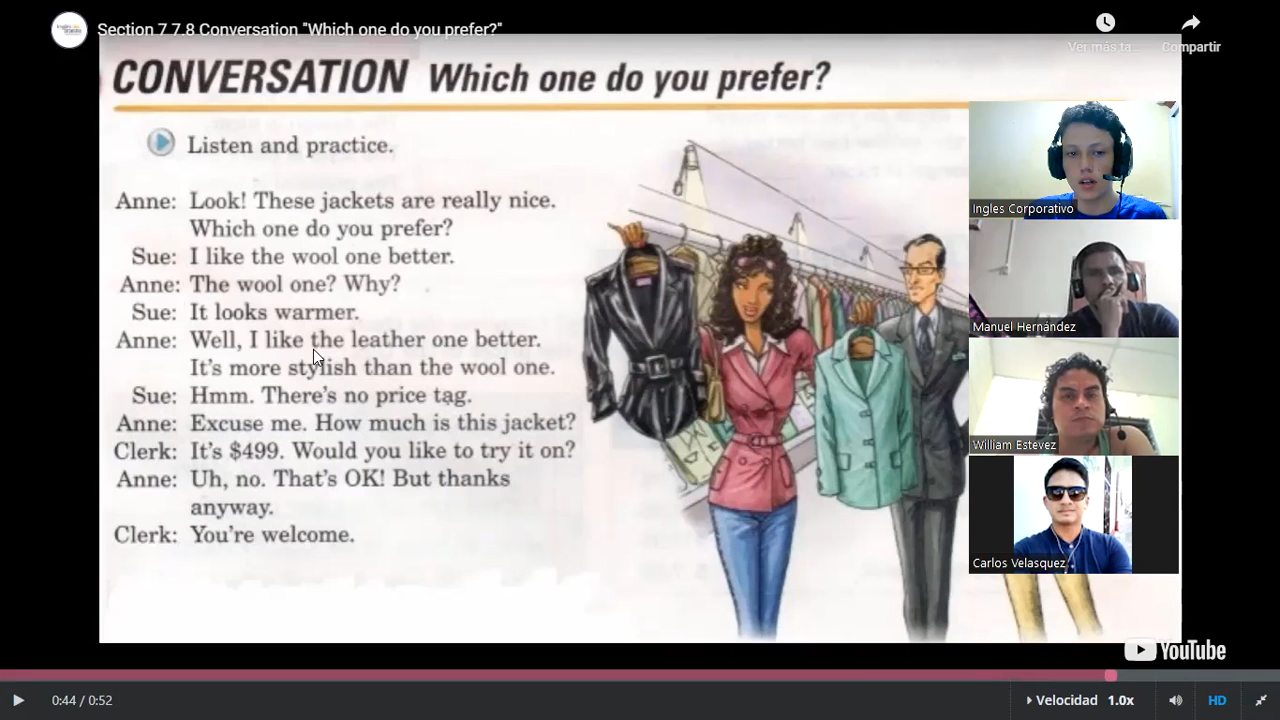 Section 7 7.8 Conversation "Which one do you prefer?"
Ver más ta...
Compartir
CONVERSATION Which one do you prefer?
Listen and practice.
Anne: Look! These jackets are really nice.
Which one do you prefer?
Sue: I like the wool one better.
Anne: The wool one? Why?
Sue: It looks warmer.
Anne: Well, I like the leather one better.
It's more stylish than the wool one.
Sue: Hmm. There's no price tag.
Anne: Excuse me. How much is this jacket?
Clerk: It's $499. Would you like to try it on?
Anne: Uh, no. That's OK! But thanks
anyway.
Clerk: You're welcome.
Ingles Corporativo
Manuel Hernández
William Estevez
Carlos Velasquez
YouTube
0:44 / 0:52
Velocidad 1.0x
HD